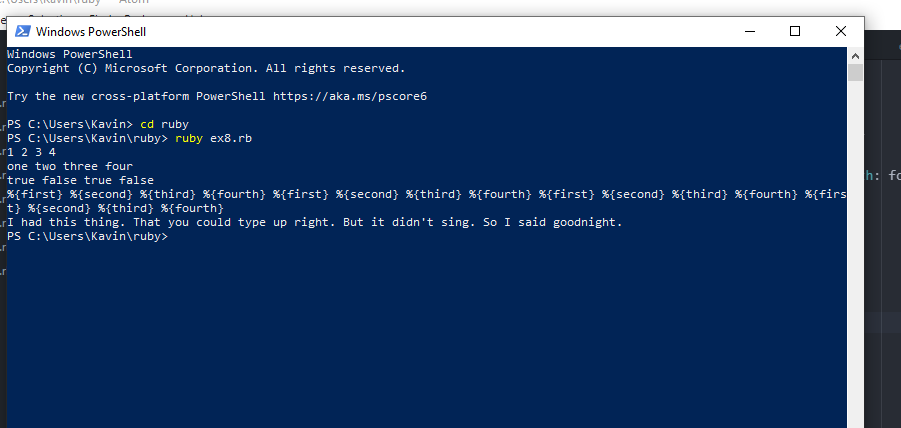 Windows PowerShell
Windows PowerShell
Copyright (C) Microsoft Corporation. All rights reserved.
Try the new cross-platform PowerShell https://aka.ms/pscore6
PS C:\Users\Kavin> cd ruby
PS C:\Users\Kavin\ruby> ruby ex8.rb
1 2 3 4
one two three four
true false true false
%{first} %{second} %{third} %{fourth} %{first} %{second} %{third} %{fourth} %{first} %{second} %{third} %{fourth} %{firs
t} %{second} %{third} %{fourth}
I had this thing. That you could type up right. But it didn't sing. So I said goodnight.
PS C:\Users\Kavin\ruby>